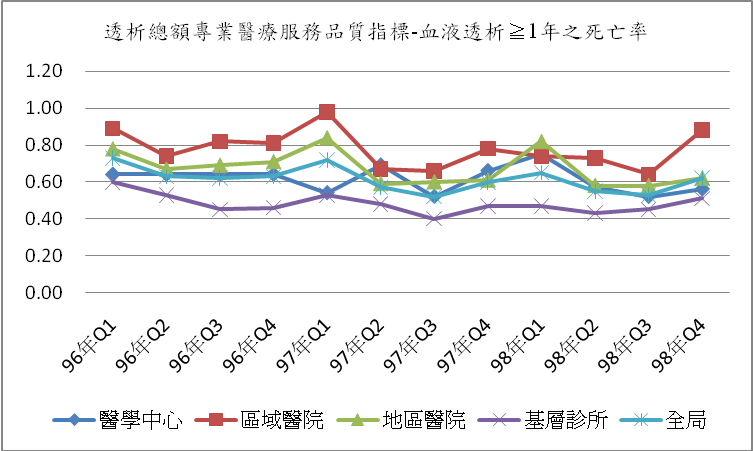 透析總額專業醫療服務品質指標-血液透析≧1年之死亡率
1.20
1.00
0.80
0.60
0.40
0.20
0.00
96年Q1
96年Q2
96年Q3
96年Q4
97年Q1
97年Q2
97年Q3
97年Q4
98年Q1
98年Q2
98年Q3
98年Q4
醫學中心 區域醫院 地區醫院 基層診所 全局